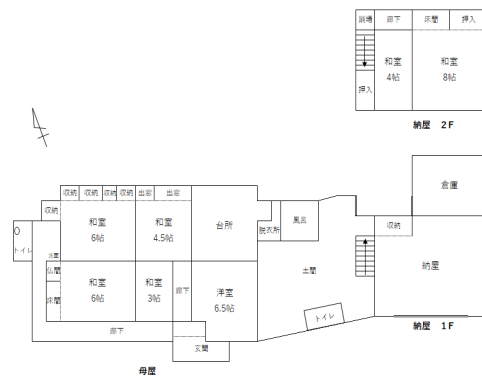 踊場 廊下 床間 押入
和室 和室
4帖 8帖
押入
納屋 2F
収納 収納 収納 収納 出窓 出窓
倉庫
収納
和室 和室 台所 風呂 収納
6帖 4.5帖 脱衣所
トイレ
仏間
土間 納屋
和室 和室 廊下 洋室
6帖 3帖 6.5帖
床間
トイレ
廊下 納屋 1F
玄関
母屋